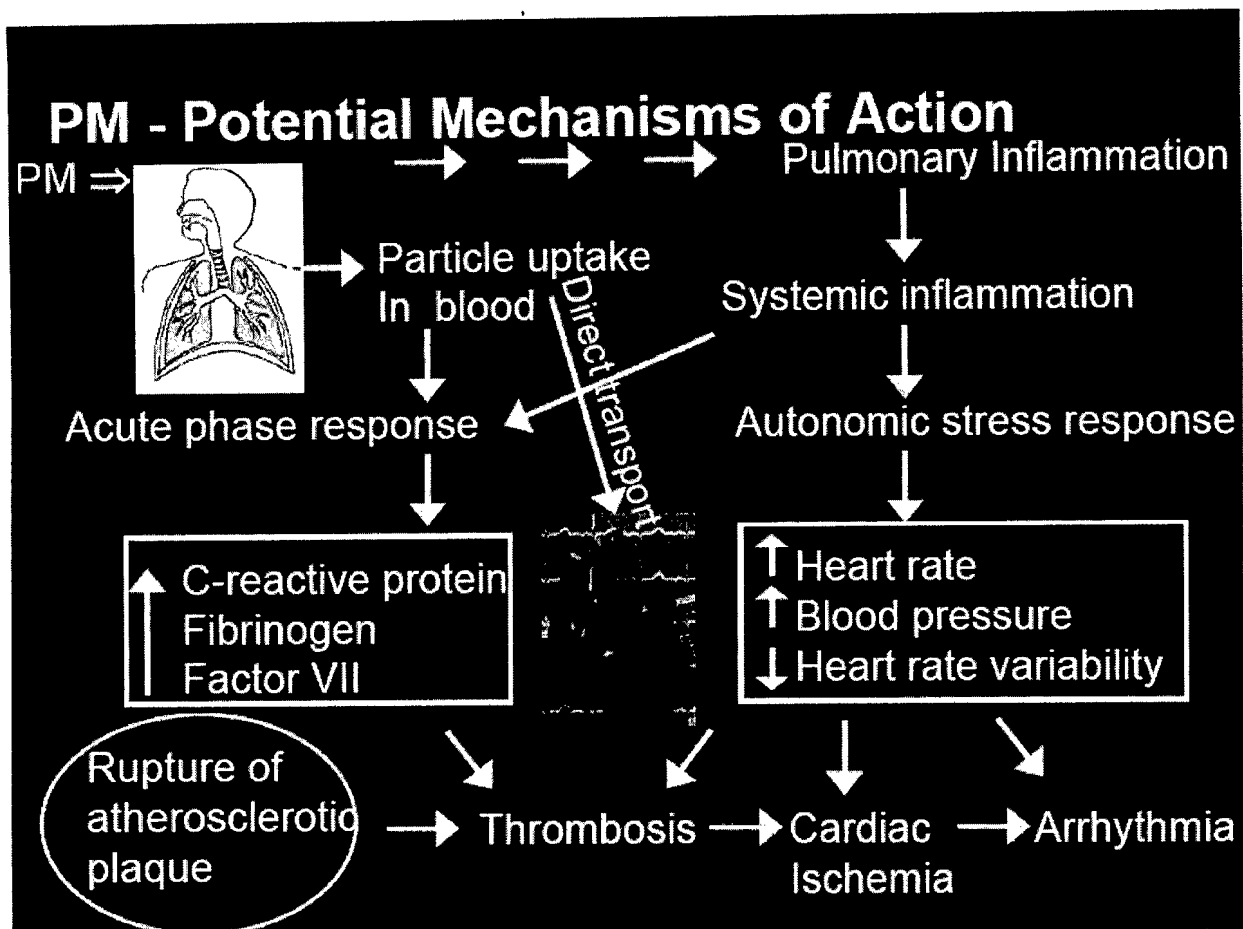 PM - Potential Mechanisms of Action
PM ⇒
Pulmonary Inflammation
Particle uptake
In blood
Direct transport
Systemic inflammation
Acute phase response
Autonomic stress response
C-reactive protein
Fibrinogen
Factor VII
Heart rate
Blood pressure
Heart rate variability
Rupture of
atherosclerotic
plaque
Thrombosis
Cardiac
Ischemia
Arrhythmia